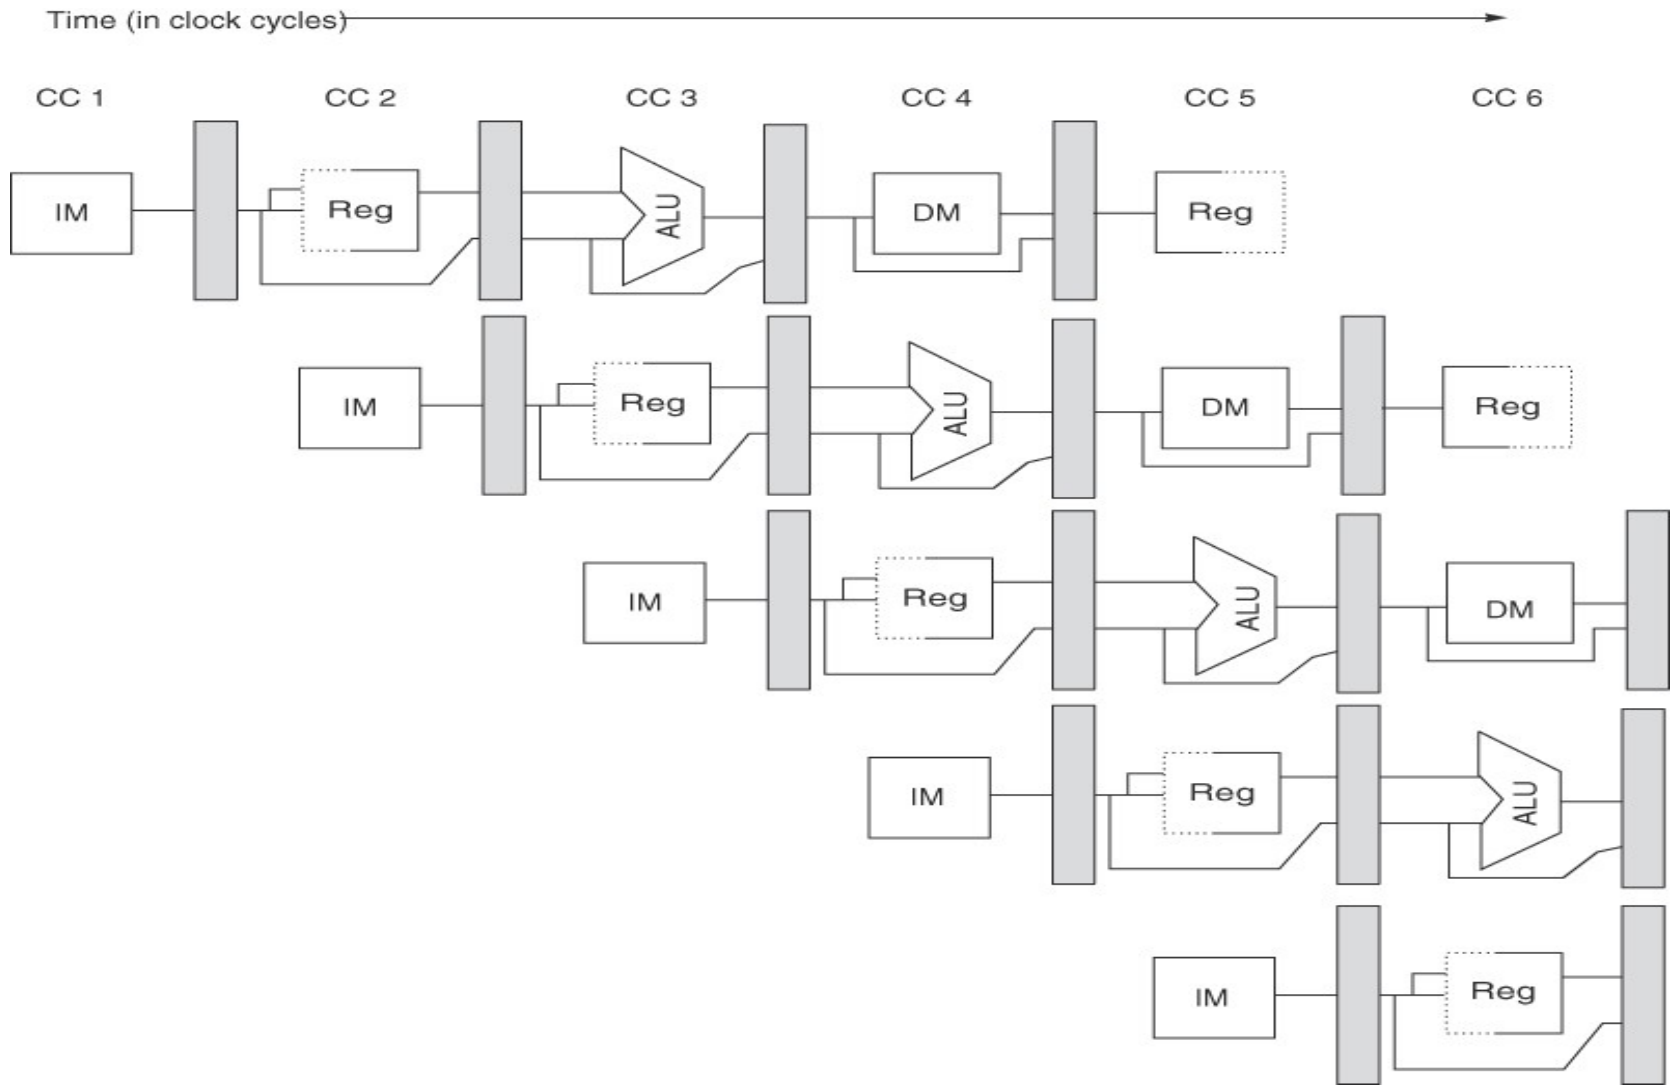 Time (in clock cycles)
CC 1 CC 2 CC 3 CC 4 CC 5 CC 6
IM Reg ALU DM Reg
IM Reg ALU DM Reg
IM Reg ALU DM
IM Reg ALU
IM Reg